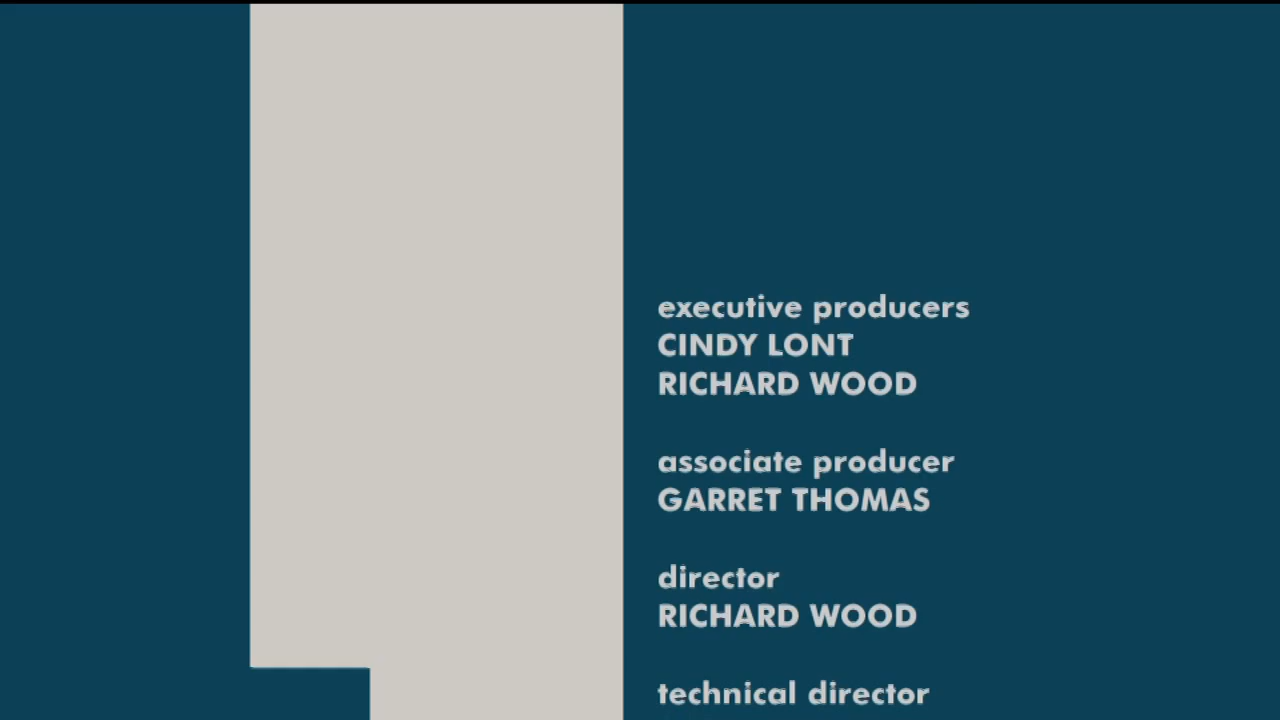 executive producers
CINDY LONT
RICHARD WOOD
associate producer
GARRET THOMAS
director
RICHARD WOOD
technical director